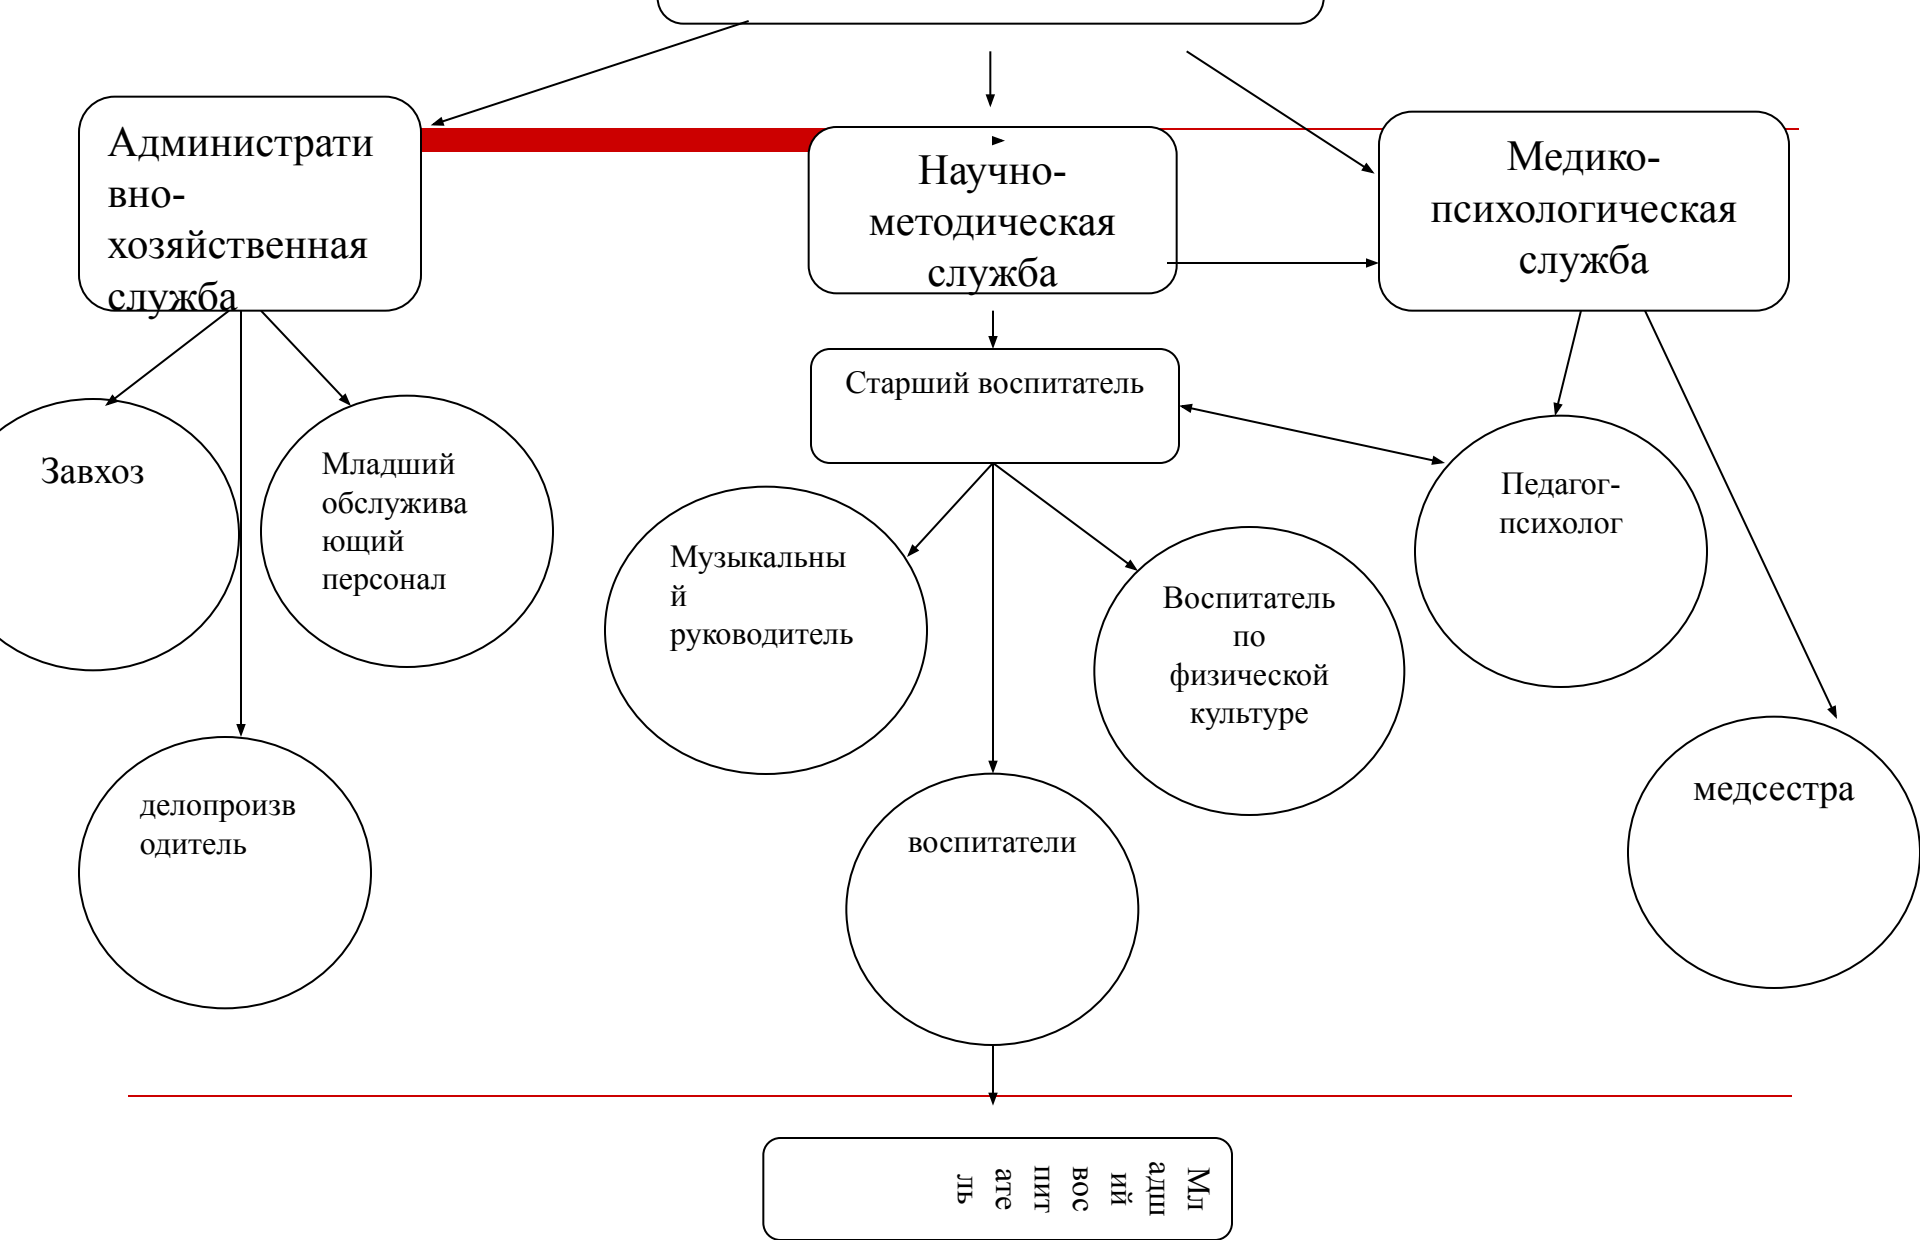 Администрати
вно-
хозяйственная
служба
Научно-
методическая
служба
Медико-
психологическая
служба
Старший воспитатель
Завхоз
Младший
обслужива
ющий
персонал
Музыкальны
й
руководитель
Воспитатель
по
физической
культуре
Педагог-
психолог
делопроизв
одитель
воспитатели
медсестра
Мл
адш
ий
вос
пит
ате
ль